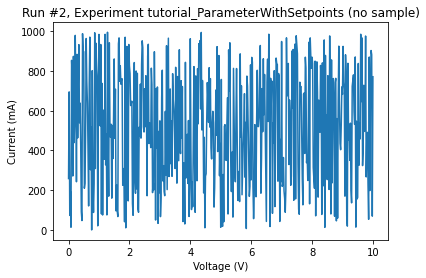 Run #2, Experiment tutorial_ParameterWithSetpoints (no sample)
1000
800
600
400
200
0
Current (mA)
0 2 4 6 8 10
Voltage (V)